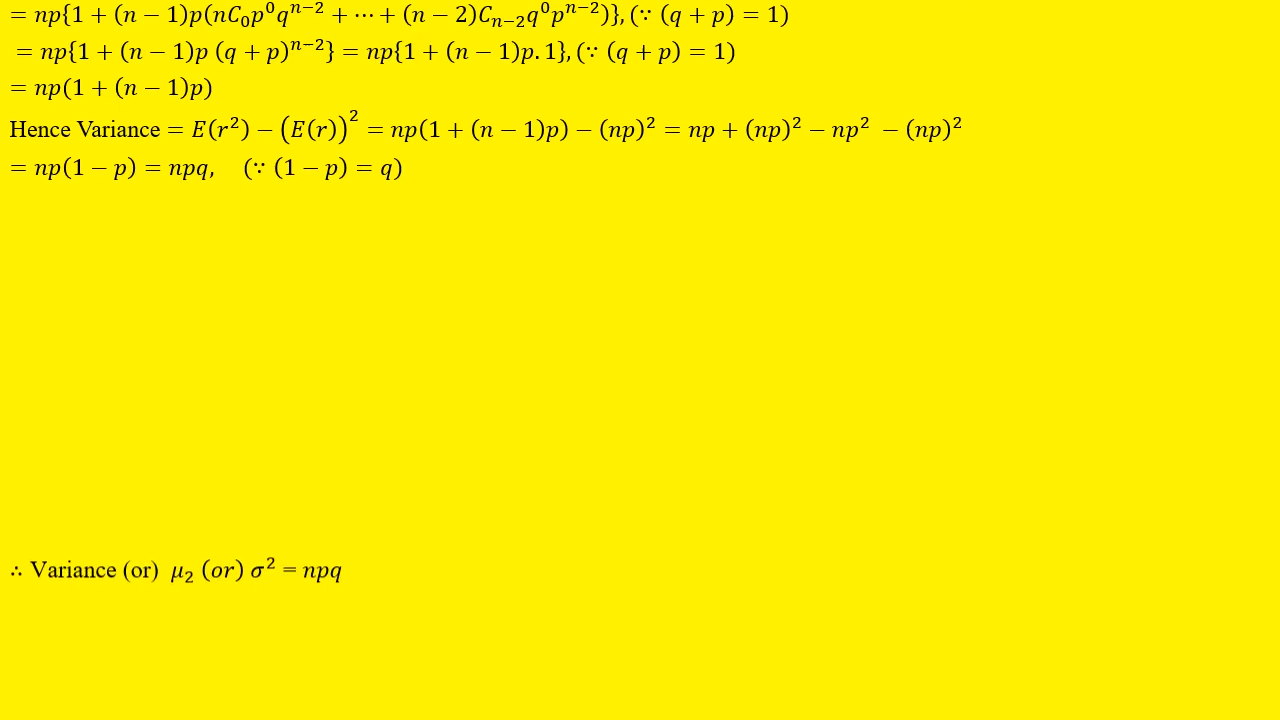 = np{1 + (n − 1)p(nC₀p⁰qⁿ⁻² + ⋯ + (n − 2)Cₙ₋₂q⁰pⁿ⁻²)}, (∵ (q + p) = 1)
= np{1 + (n − 1)p (q + p)ⁿ⁻²} = np{1 + (n − 1)p. 1}, (∵ (q + p) = 1)
= np(1 + (n − 1)p)
Hence Variance = E(r²) − (E(r))² = np(1 + (n − 1)p) − (np)² = np + (np)² − np² − (np)²
= np(1 − p) = npq, (∵ (1 − p) = q)
∴ Variance (or) μ₂ (or) σ² = npq